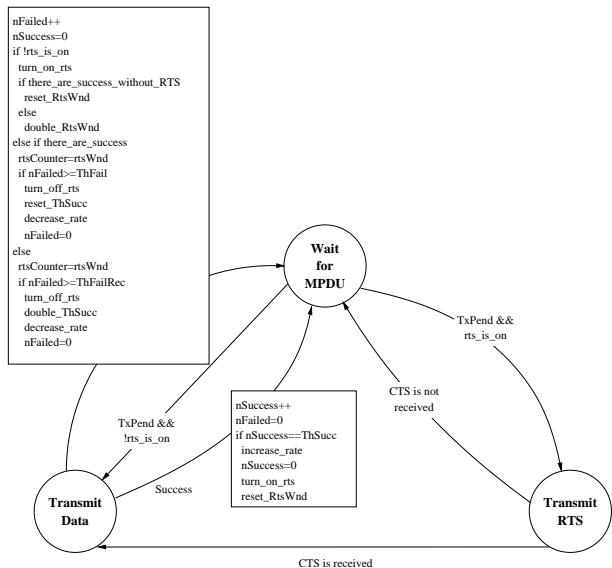 nFailed++
nSuccess=0
if !rts_is_on
turn_on_rts
if there_are_success_without_RTS
reset_RtsWnd
else
double_RtsWnd
else if there_are_success
rtsCounter=rtsWnd
if nFailed>=ThFail
turn_off_rts
reset_ThSucc
decrease_rate
nFailed=0
else
rtsCounter=rtsWnd
if nFailed>=ThFailRec
turn_off_rts
double_ThSucc
decrease_rate
nFailed=0
Wait
for
MPDU
TxPend &&
rts_is_on
CTS is not
received
TxPend &&
!rts_is_on
nSuccess++
nFailed=0
if nSuccess==ThSucc
increase_rate
nSuccess=0
turn_on_rts
reset_RtsWnd
Success
Transmit
Data
Transmit
RTS
CTS is received